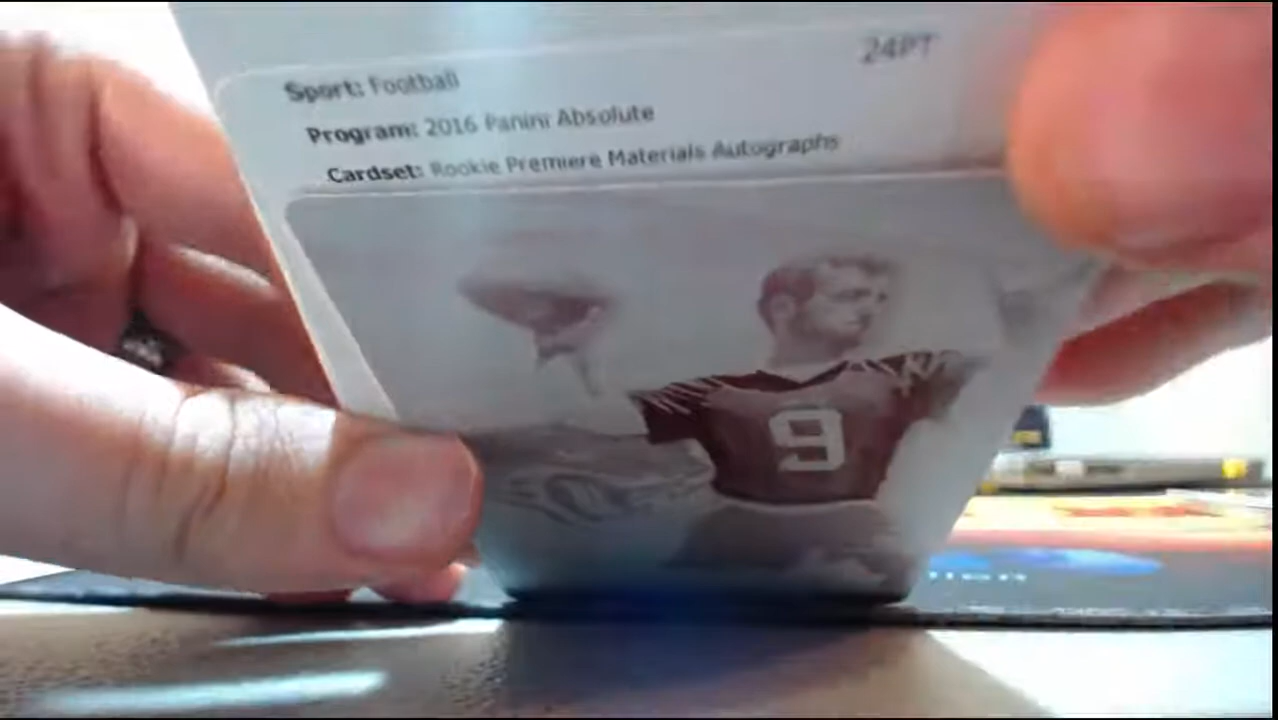 24PT
Sport: Football
Program: 2016 Panini Absolute
Cardset: Rookie Premiere Materials Autographs
9